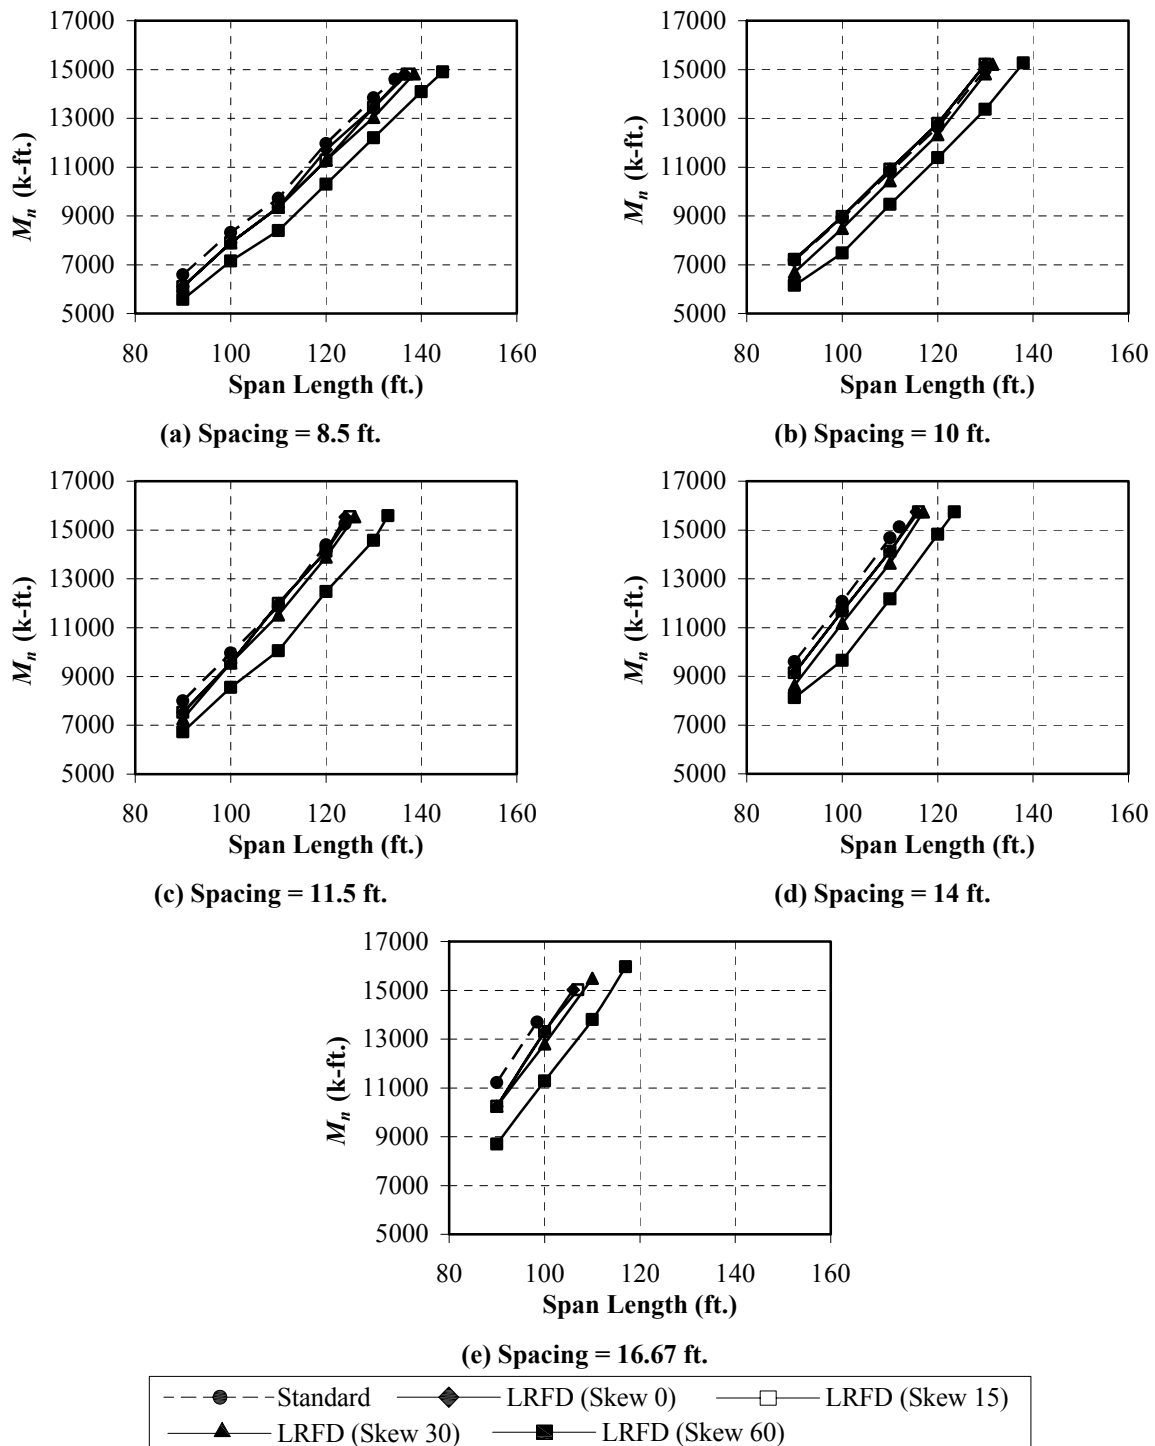 17000
15000
13000
11000
9000
7000
5000
M_n (k-ft.)
80 100 120 140 160
Span Length (ft.)
(a) Spacing = 8.5 ft.
17000
15000
13000
11000
9000
7000
5000
M_n (k-ft.)
80 100 120 140 160
Span Length (ft.)
(b) Spacing = 10 ft.
17000
15000
13000
11000
9000
7000
5000
M_n (k-ft.)
80 100 120 140 160
Span Length (ft.)
(c) Spacing = 11.5 ft.
17000
15000
13000
11000
9000
7000
5000
M_n (k-ft.)
80 100 120 140 160
Span Length (ft.)
(d) Spacing = 14 ft.
17000
15000
13000
11000
9000
7000
5000
M_n (k-ft.)
80 100 120 140 160
Span Length (ft.)
(e) Spacing = 16.67 ft.
Standard LRFD (Skew 0) LRFD (Skew 15)
LRFD (Skew 30) LRFD (Skew 60)